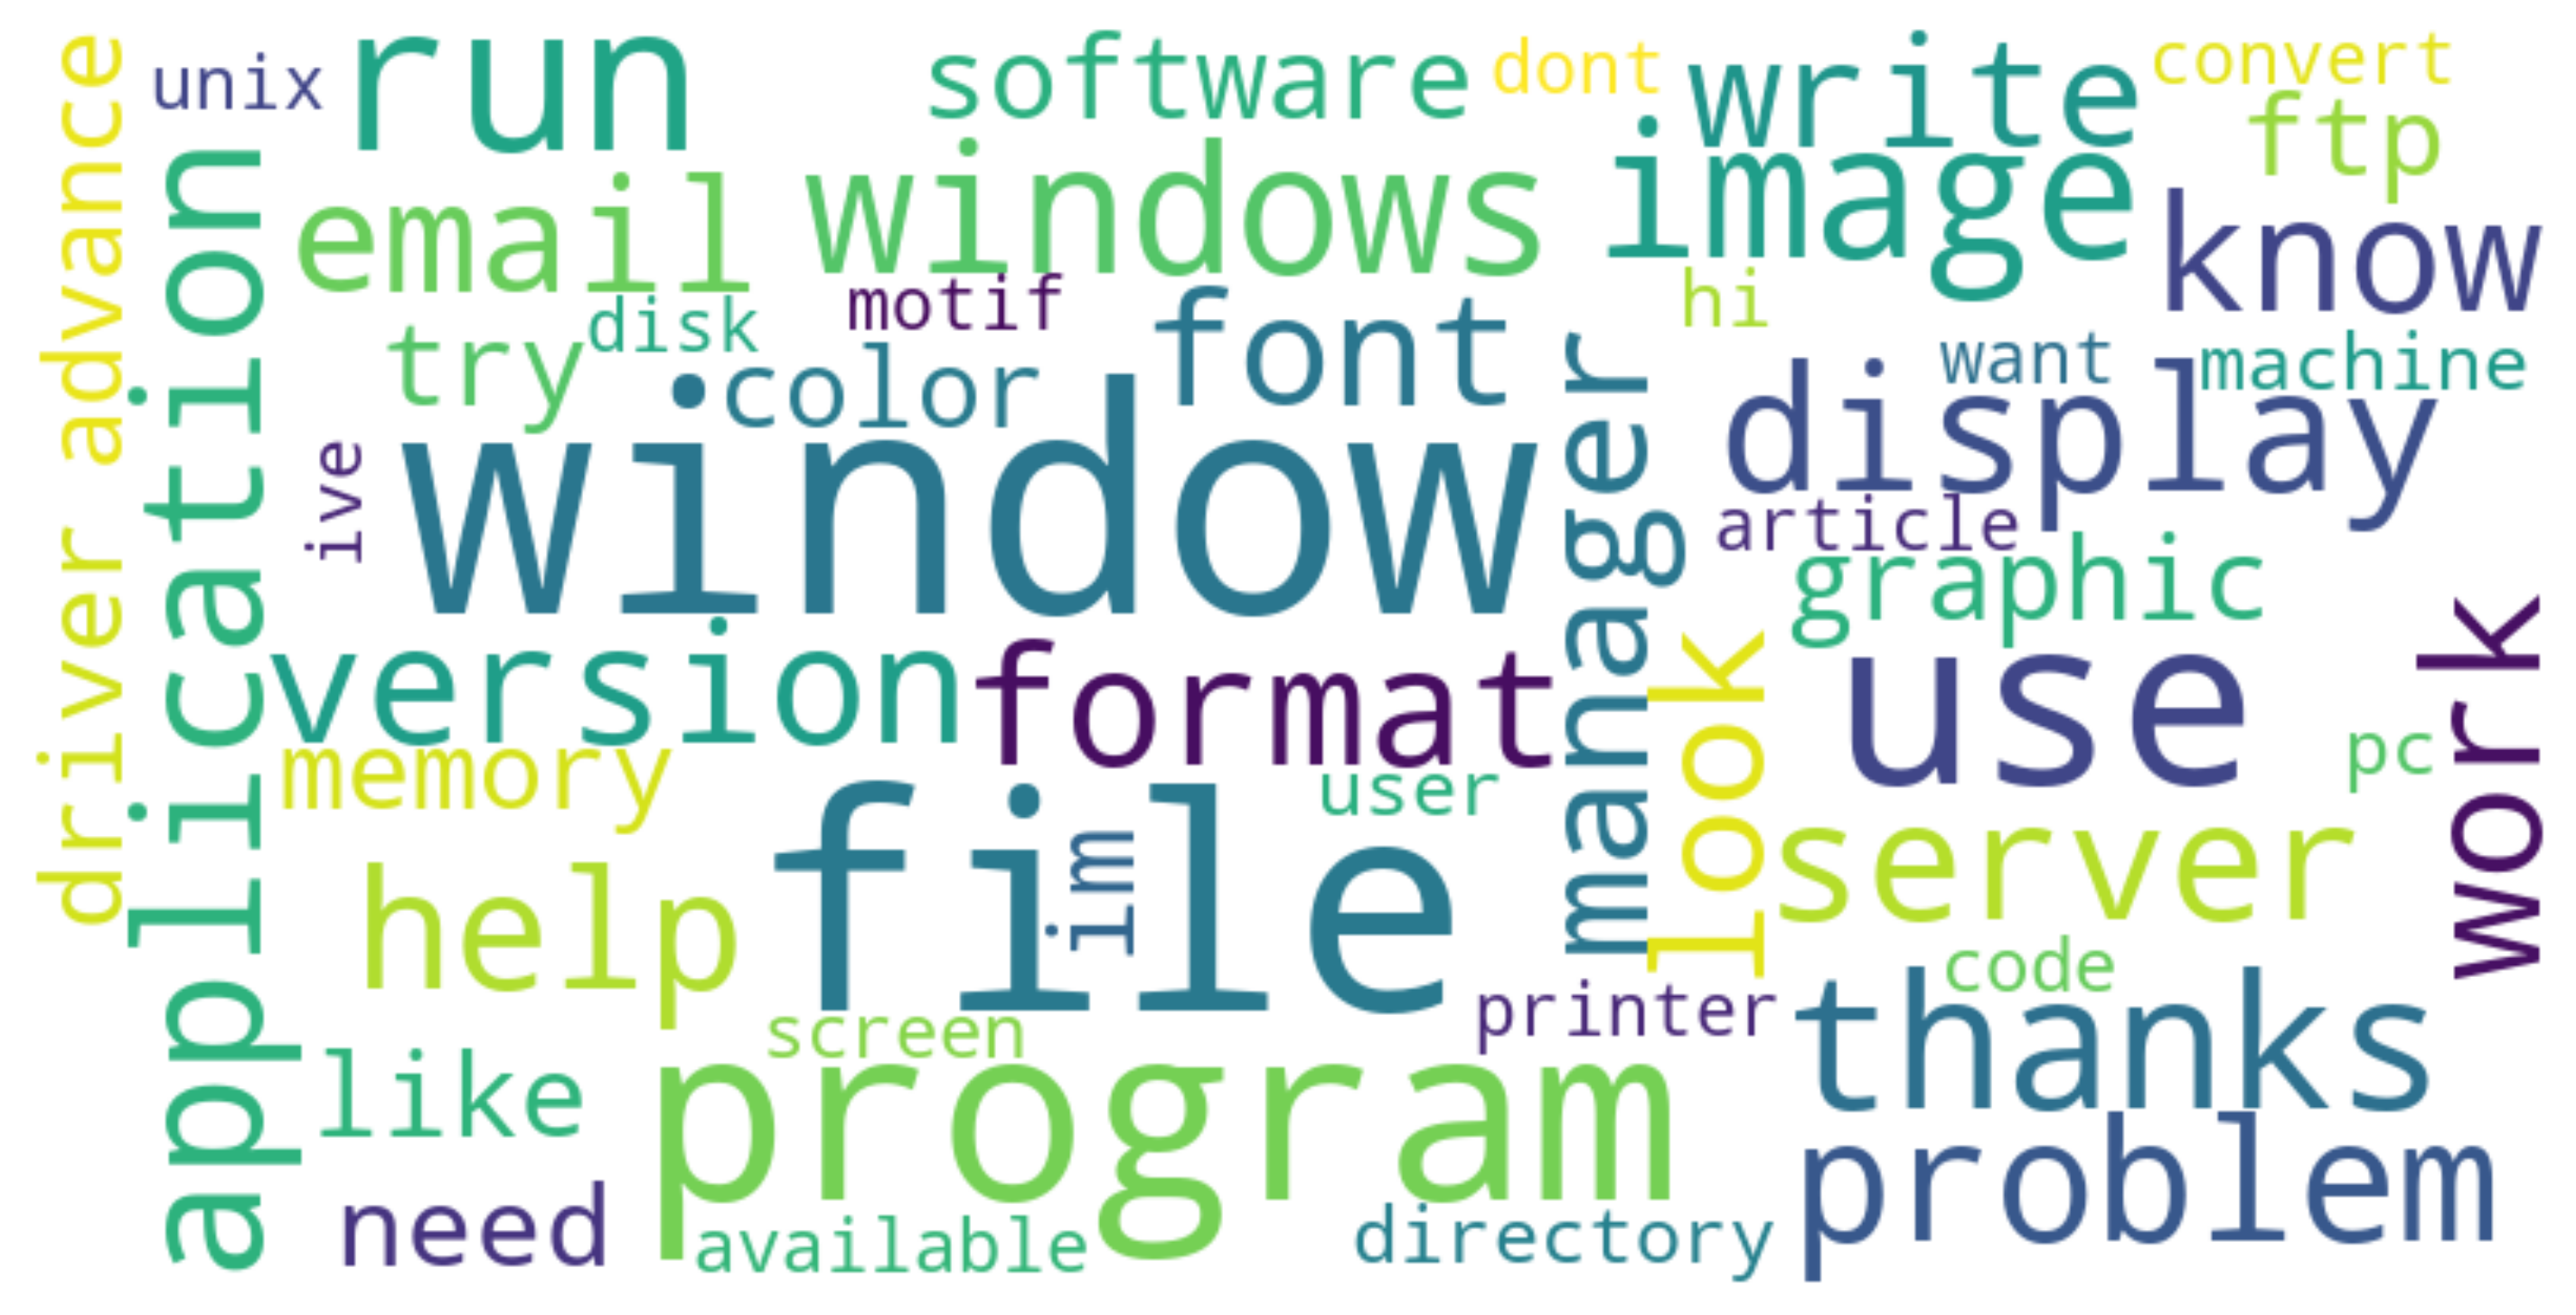 advance
driver
unix
run
software
dont
write
convert
ftp
application
email
windows
image
know
motif
hi
disk
try
font
color
want
machine
display
ive
window
manager
article
graphic
version
format
look
use
work
memory
user
pc
file
im
help
server
code
screen
printer
thanks
like
program
problem
need
available
directory